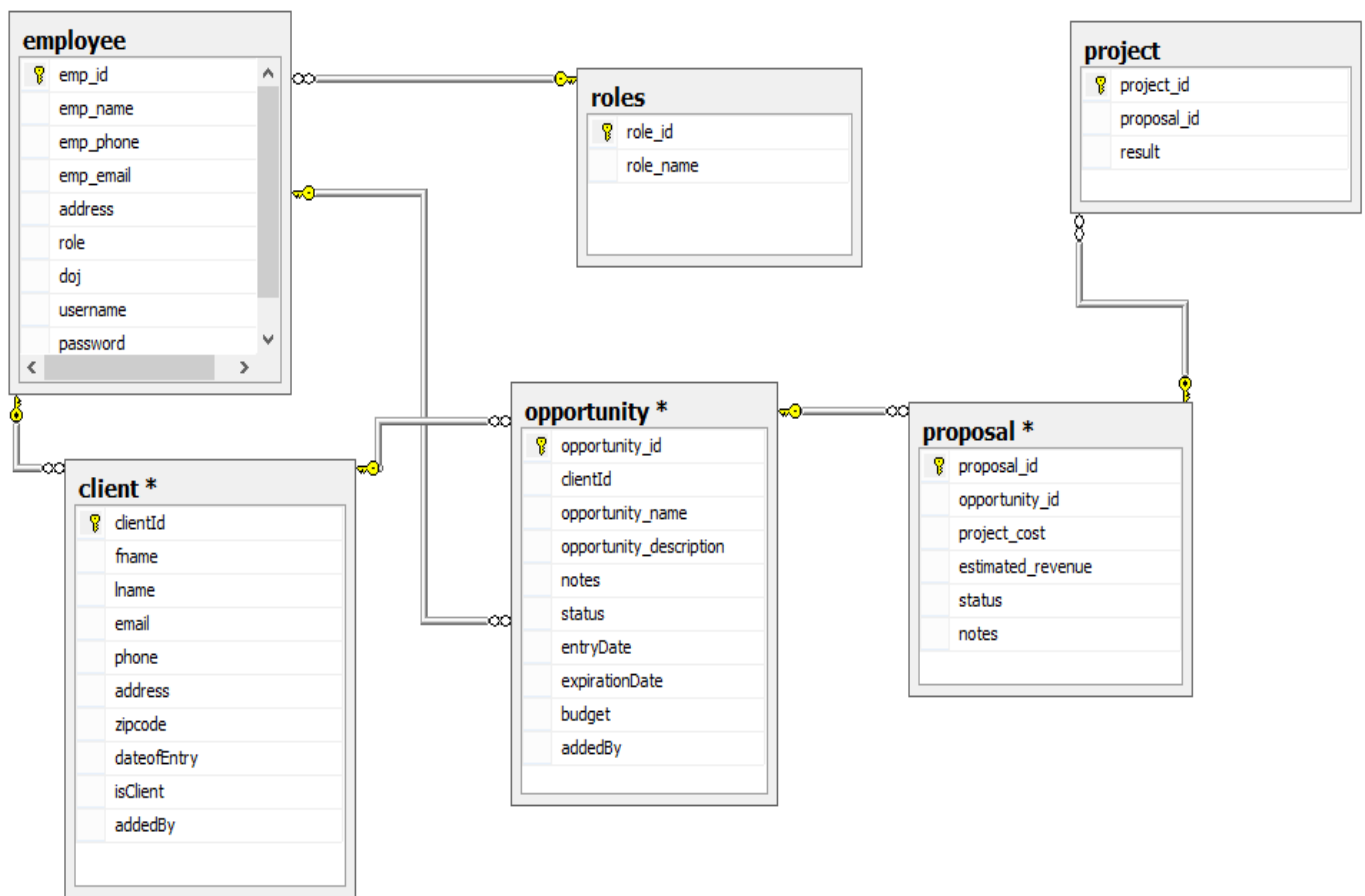 employee
emp_id
emp_name
emp_phone
emp_email
address
role
doj
username
password
roles
role_id
role_name
project
project_id
proposal_id
result
client *
clientId
fname
lname
email
phone
address
zipcode
dateofEntry
isClient
addedBy
opportunity *
opportunity_id
clientId
opportunity_name
opportunity_description
notes
status
entryDate
expirationDate
budget
addedBy
proposal *
proposal_id
opportunity_id
project_cost
estimated_revenue
status
notes